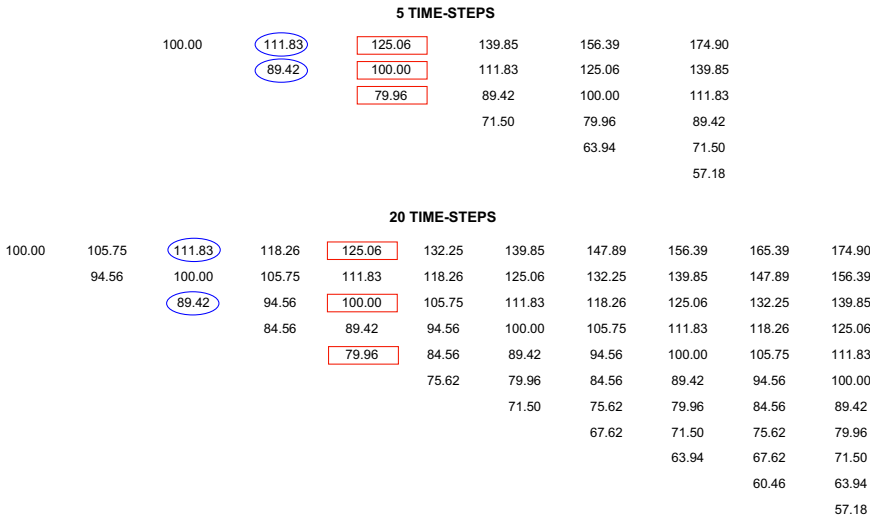 5 TIME-STEPS
100.00 111.83 125.06 139.85 156.39 174.90
89.42 100.00 111.83 125.06 139.85
79.96 89.42 100.00 111.83
71.50 79.96 89.42
63.94 71.50
57.18
20 TIME-STEPS
100.00 105.75 111.83 118.26 125.06 132.25 139.85 147.89 156.39 165.39 174.90
94.56 100.00 105.75 111.83 118.26 125.06 132.25 139.85 147.89 156.39
89.42 94.56 100.00 105.75 111.83 118.26 125.06 132.25 139.85
84.56 89.42 94.56 100.00 105.75 111.83 118.26 125.06
79.96 84.56 89.42 94.56 100.00 105.75 111.83
75.62 79.96 84.56 89.42 94.56 100.00
71.50 75.62 79.96 84.56 89.42
67.62 71.50 75.62 79.96
63.94 67.62 71.50
60.46 63.94
57.18